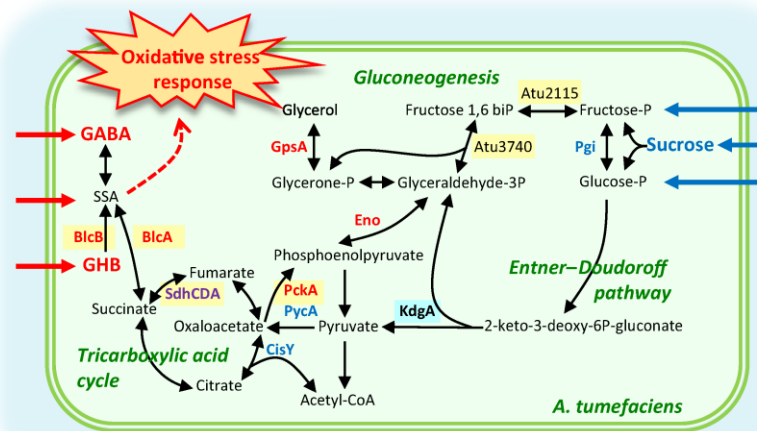 Oxidative stress
response
Gluconeogenesis
Atu2115
Glycerol
Fructose 1,6 biP
Fructose-P
GABA
GpsA
Atu3740
Pgi
Sucrose
SSA
Glycerone-P
Glyceraldehyde-3P
Glucose-P
BlcB
BlcA
Eno
GHB
Phosphoenolpyruvate
Entner–Doudoroff
pathway
Fumarate
SdhCDA
PckA
Succinate
PycA
KdgA
Oxaloacetate
Pyruvate
2-keto-3-deoxy-6P-gluconate
Tricarboxylic acid
cycle
CisY
Citrate
Acetyl-CoA
A. tumefaciens